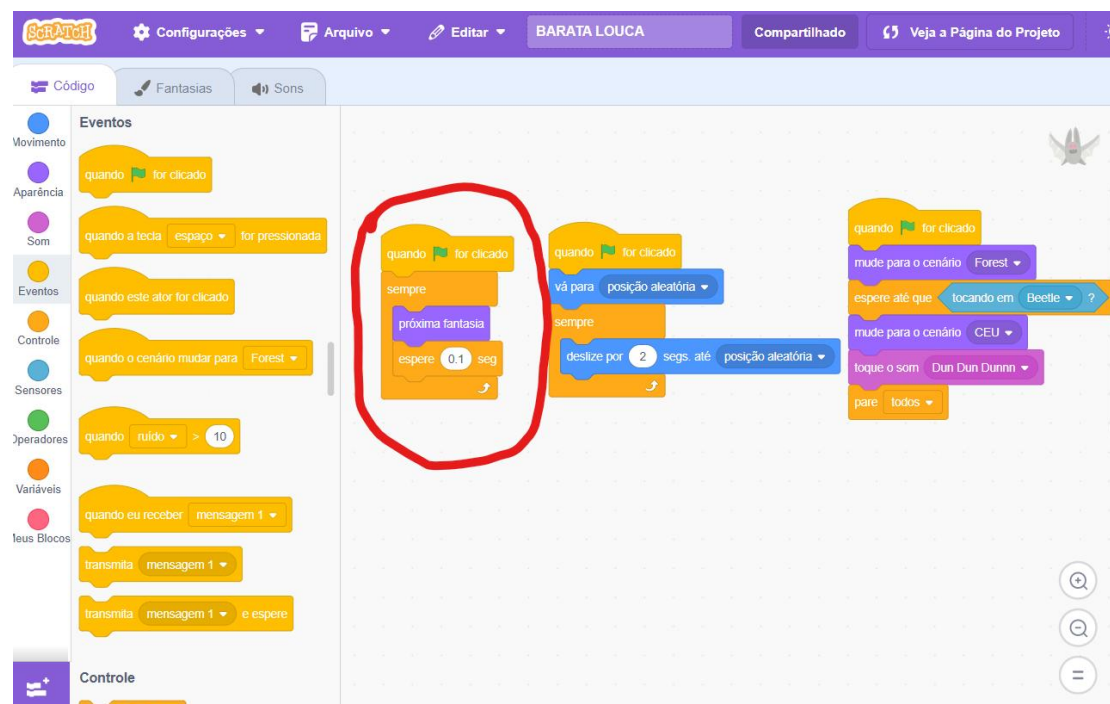 SCRATCH
Configurações
Arquivo
Editar
BARATA LOUCA
Compartilhado
Veja a Página do Projeto
Código
Fantasias
Sons
Movimento
Aparência
Som
Eventos
Controle
Sensores
Operadores
Variáveis
Meus Blocos
Eventos
quando for clicado
quando a tecla espaço for pressionada
quando este ator for clicado
quando o cenário mudar para Forest
quando ruído > 10
quando eu receber mensagem 1
transmita mensagem 1
transmita mensagem 1 e espere
Controle
quando for clicado
sempre
próxima fantasia
espere 0.1 seg
quando for clicado
vá para posição aleatória
sempre
deslize por 2 segs. até posição aleatória
quando for clicado
mude para o cenário Forest
espere até que tocando em Beetle ?
mude para o cenário CEU
toque o som Dun Dun Dunnn
pare todos